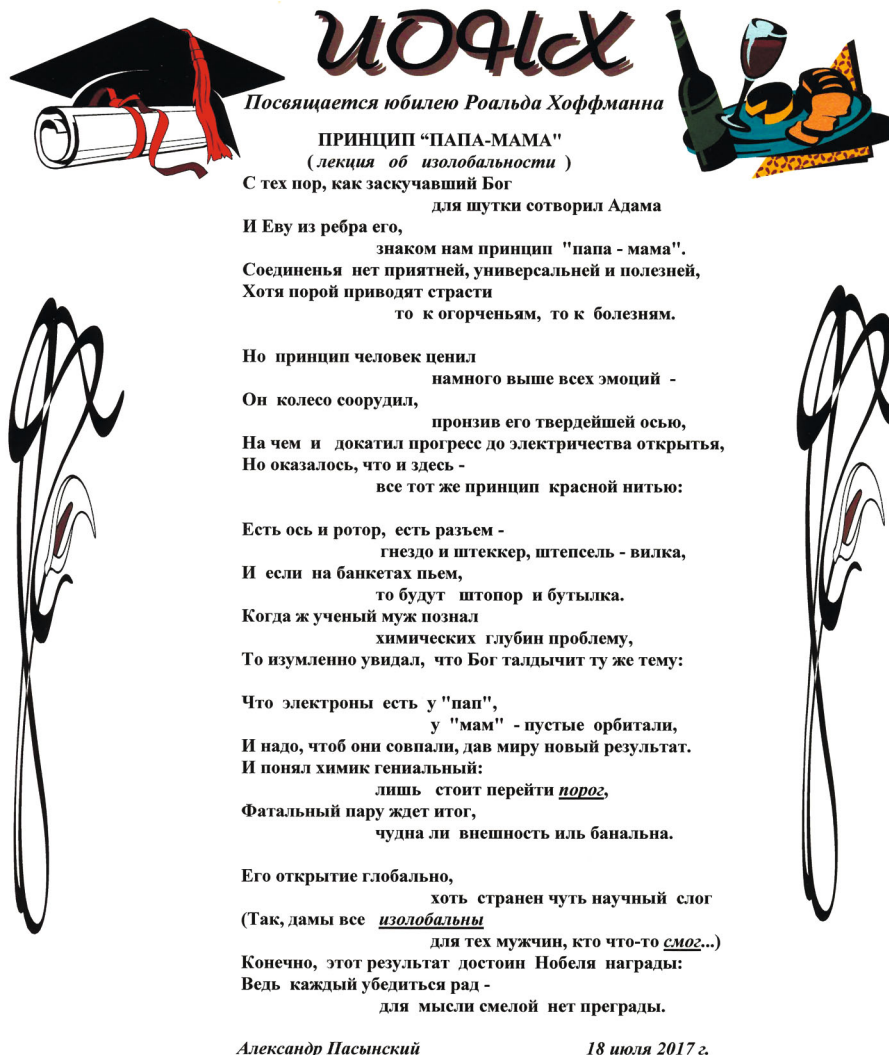 ИОНХ
Посвящается юбилею Роальда Хоффманна
ПРИНЦИП “ПАПА-МАМА"
( лекция об изолобальности )
С тех пор, как заскучавший Бог
для шутки сотворил Адама
И Еву из ребра его,
знаком нам принцип "папа - мама".
Соединенья нет приятней, универсальней и полезней,
Хотя порой приводят страсти
то к огорченьям, то к болезням.
Но принцип человек ценил
намного выше всех эмоций -
Он колесо соорудил,
пронзив его твердейшей осью,
На чем и докатил прогресс до электричества открытья,
Но оказалось, что и здесь -
все тот же принцип красной нитью:
Есть ось и ротор, есть разъем -
гнездо и штеккер, штепсель - вилка,
И если на банкетах пьем,
то будут штопор и бутылка.
Когда ж ученый муж познал
химических глубин проблему,
То изумленно увидал, что Бог талдычит ту же тему:
Что электроны есть у "пап",
у "мам" - пустые орбитали,
И надо, чтоб они совпали, дав миру новый результат.
И понял химик гениальный:
лишь стоит перейти порог,
Фатальный пару ждет итог,
чудна ли внешность иль банальна.
Его открытие глобально,
хоть странен чуть научный слог
(Так, дамы все изолобальны
для тех мужчин, кто что-то смог...)
Конечно, этот результат достоин Нобеля награды:
Ведь каждый убедиться рад -
для мысли смелой нет преграды.
Александр Пасынский 18 июля 2017 г.